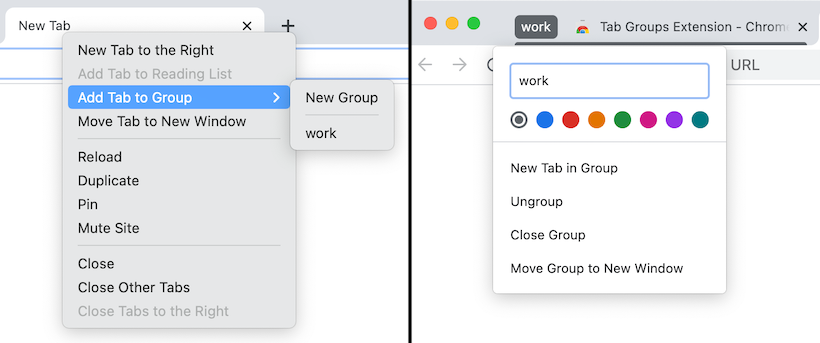 New Tab
New Tab to the Right
Add Tab to Reading List
Add Tab to Group
Move Tab to New Window
Reload
Duplicate
Pin
Mute Site
Close
Close Other Tabs
Close Tabs to the Right
New Group
work
work
Tab Groups Extension - Chrom
URL
work
New Tab in Group
Ungroup
Close Group
Move Group to New Window